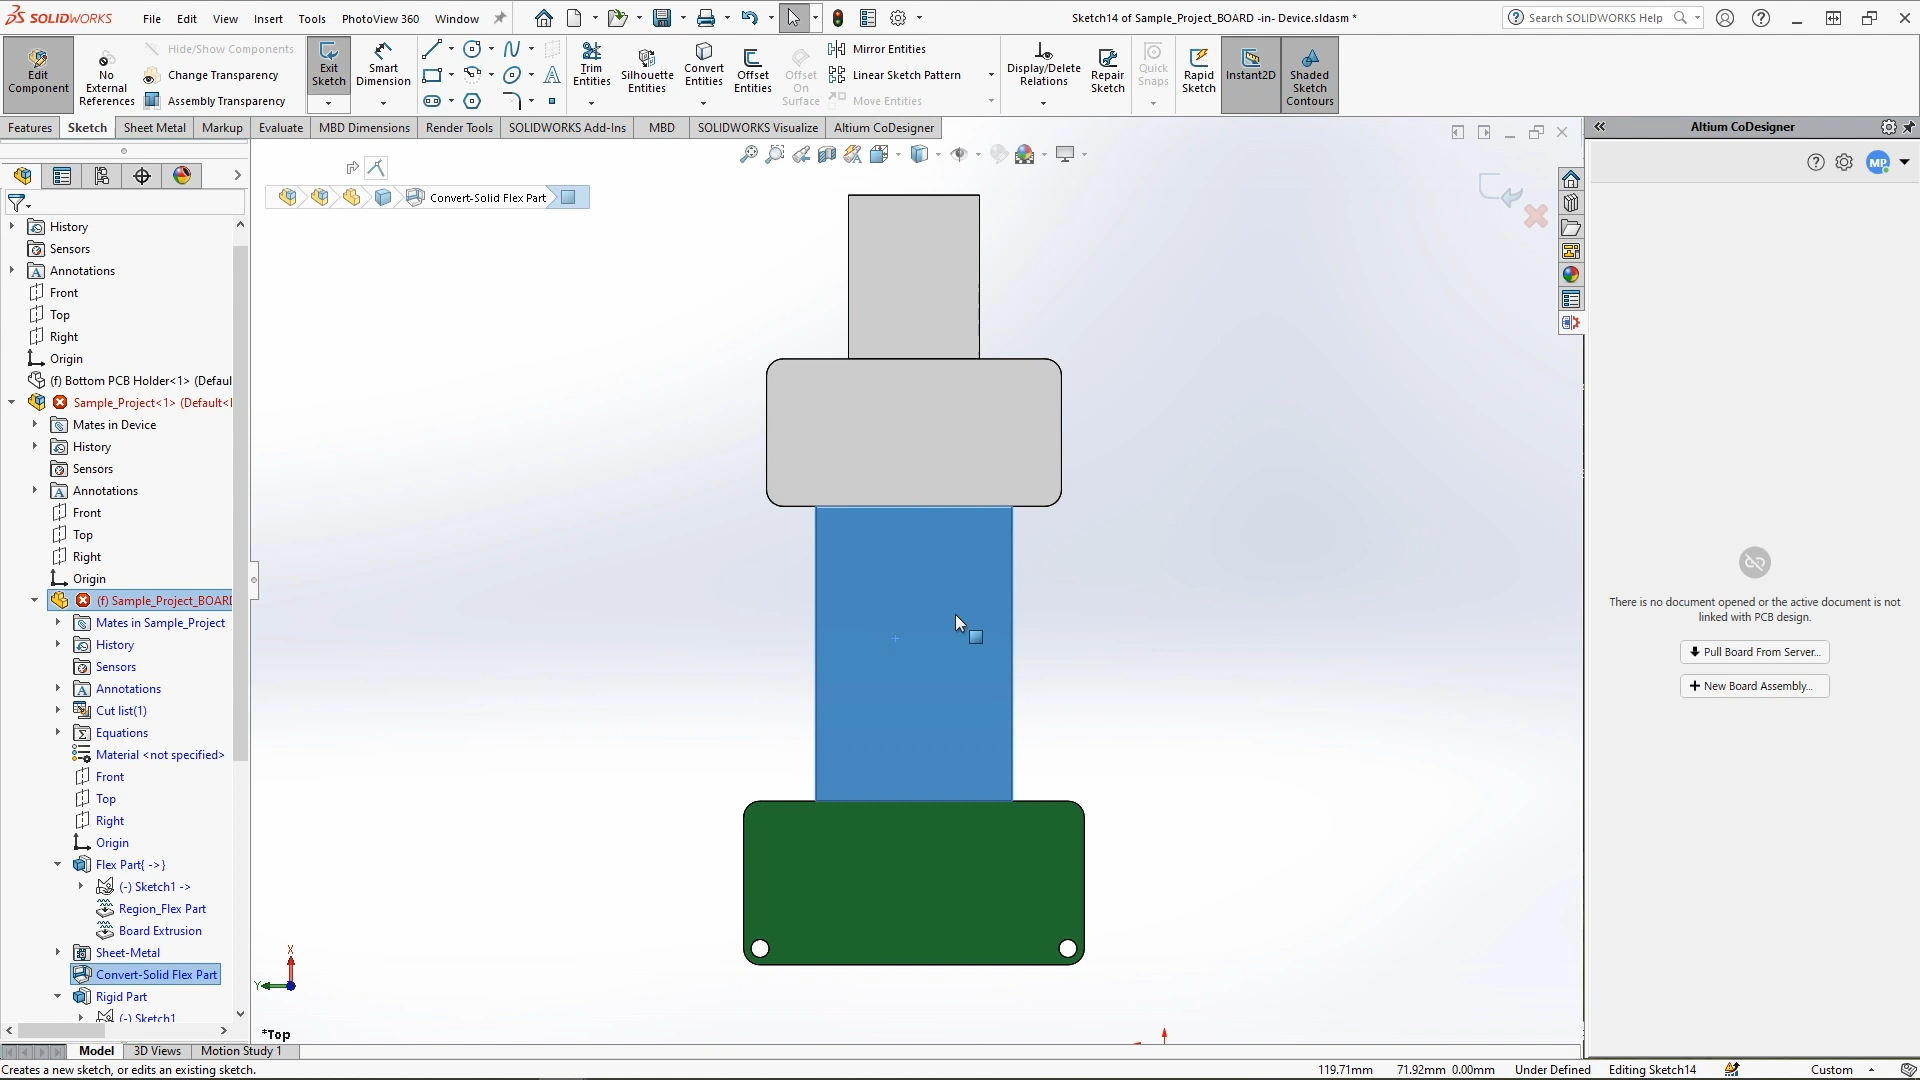 SOLIDWORKS
File Edit View Insert Tools PhotoView 360 Window
Sketch14 of Sample_Project_BOARD -in- Device.sldasm *
Search SOLIDWORKS Help
Edit Component
No External References
Hide/Show Components
Change Transparency
Assembly Transparency
Exit Sketch
Smart Dimension
Trim Entities
Silhouette Entities
Convert Entities
Offset Entities
Offset On Surface
Mirror Entities
Linear Sketch Pattern
Move Entities
Display/Delete Relations
Repair Sketch
Quick Snaps
Rapid Sketch
Instant2D
Shaded Sketch Contours
Features Sketch Sheet Metal Markup Evaluate MBD Dimensions Render Tools SOLIDWORKS Add-Ins MBD SOLIDWORKS Visualize Altium CoDesigner
Altium CoDesigner
MP
Convert-Solid Flex Part
History
Sensors
Annotations
Front
Top
Right
Origin
(f) Bottom PCB Holder<1> (Defaul
Sample_Project<1> (Default<
Mates in Device
History
Sensors
Annotations
Front
Top
Right
Origin
(f) Sample_Project_BOARD
Mates in Sample_Project
History
Sensors
Annotations
Cut list(1)
Equations
Material <not specified>
Front
Top
Right
Origin
Flex Part{ ->}
(-) Sketch1 ->
Region_Flex Part
Board Extrusion
Sheet-Metal
Convert-Solid Flex Part
Rigid Part
(-) Sketch1
X
Y
*Top
There is no document opened or the active document is not
linked with PCB design.
Pull Board From Server...
New Board Assembly...
Model 3D Views Motion Study 1
Creates a new sketch, or edits an existing sketch.
119.71mm 71.92mm 0.00mm Under Defined Editing Sketch14 Custom